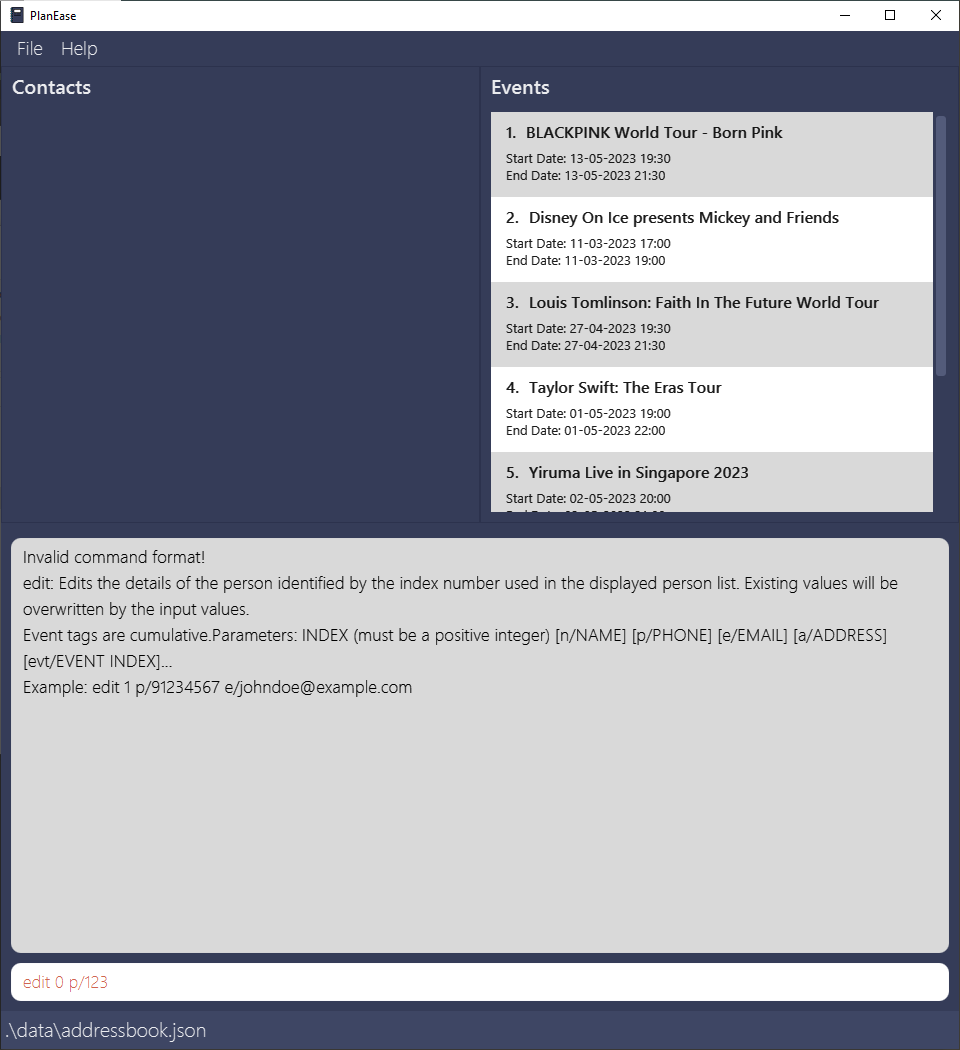 PlanEase
File Help
Contacts
Events
1. BLACKPINK World Tour - Born Pink
Start Date: 13-05-2023 19:30
End Date: 13-05-2023 21:30
2. Disney On Ice presents Mickey and Friends
Start Date: 11-03-2023 17:00
End Date: 11-03-2023 19:00
3. Louis Tomlinson: Faith In The Future World Tour
Start Date: 27-04-2023 19:30
End Date: 27-04-2023 21:30
4. Taylor Swift: The Eras Tour
Start Date: 01-05-2023 19:00
End Date: 01-05-2023 22:00
5. Yiruma Live in Singapore 2023
Start Date: 02-05-2023 20:00
Invalid command format!
edit: Edits the details of the person identified by the index number used in the displayed person list. Existing values will be
overwritten by the input values.
Event tags are cumulative.Parameters: INDEX (must be a positive integer) [n/NAME] [p/PHONE] [e/EMAIL] [a/ADDRESS]
[evt/EVENT INDEX]...
Example: edit 1 p/91234567 e/johndoe@example.com
edit 0 p/123
.\data\addressbook.json